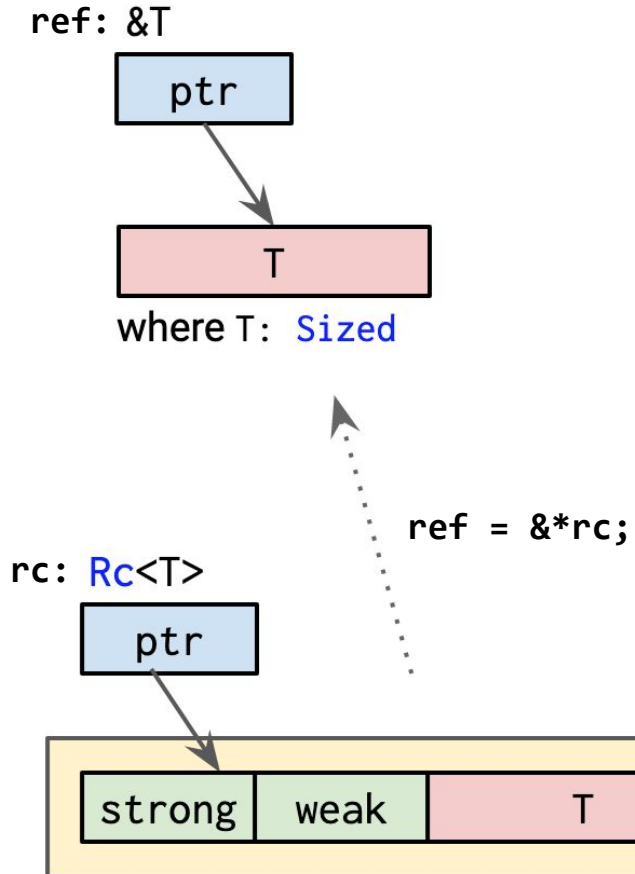 ref: &T
ptr
T
where T: Sized
ref = &*rc;
rc: Rc<T>
ptr
strong weak T